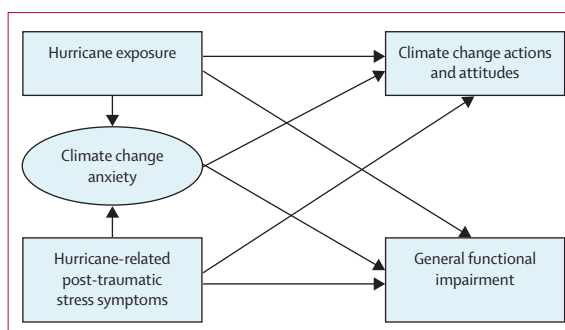 Hurricane exposure
Climate change actions
and attitudes
Climate change
anxiety
Hurricane-related
post-traumatic
stress symptoms
General functional
impairment